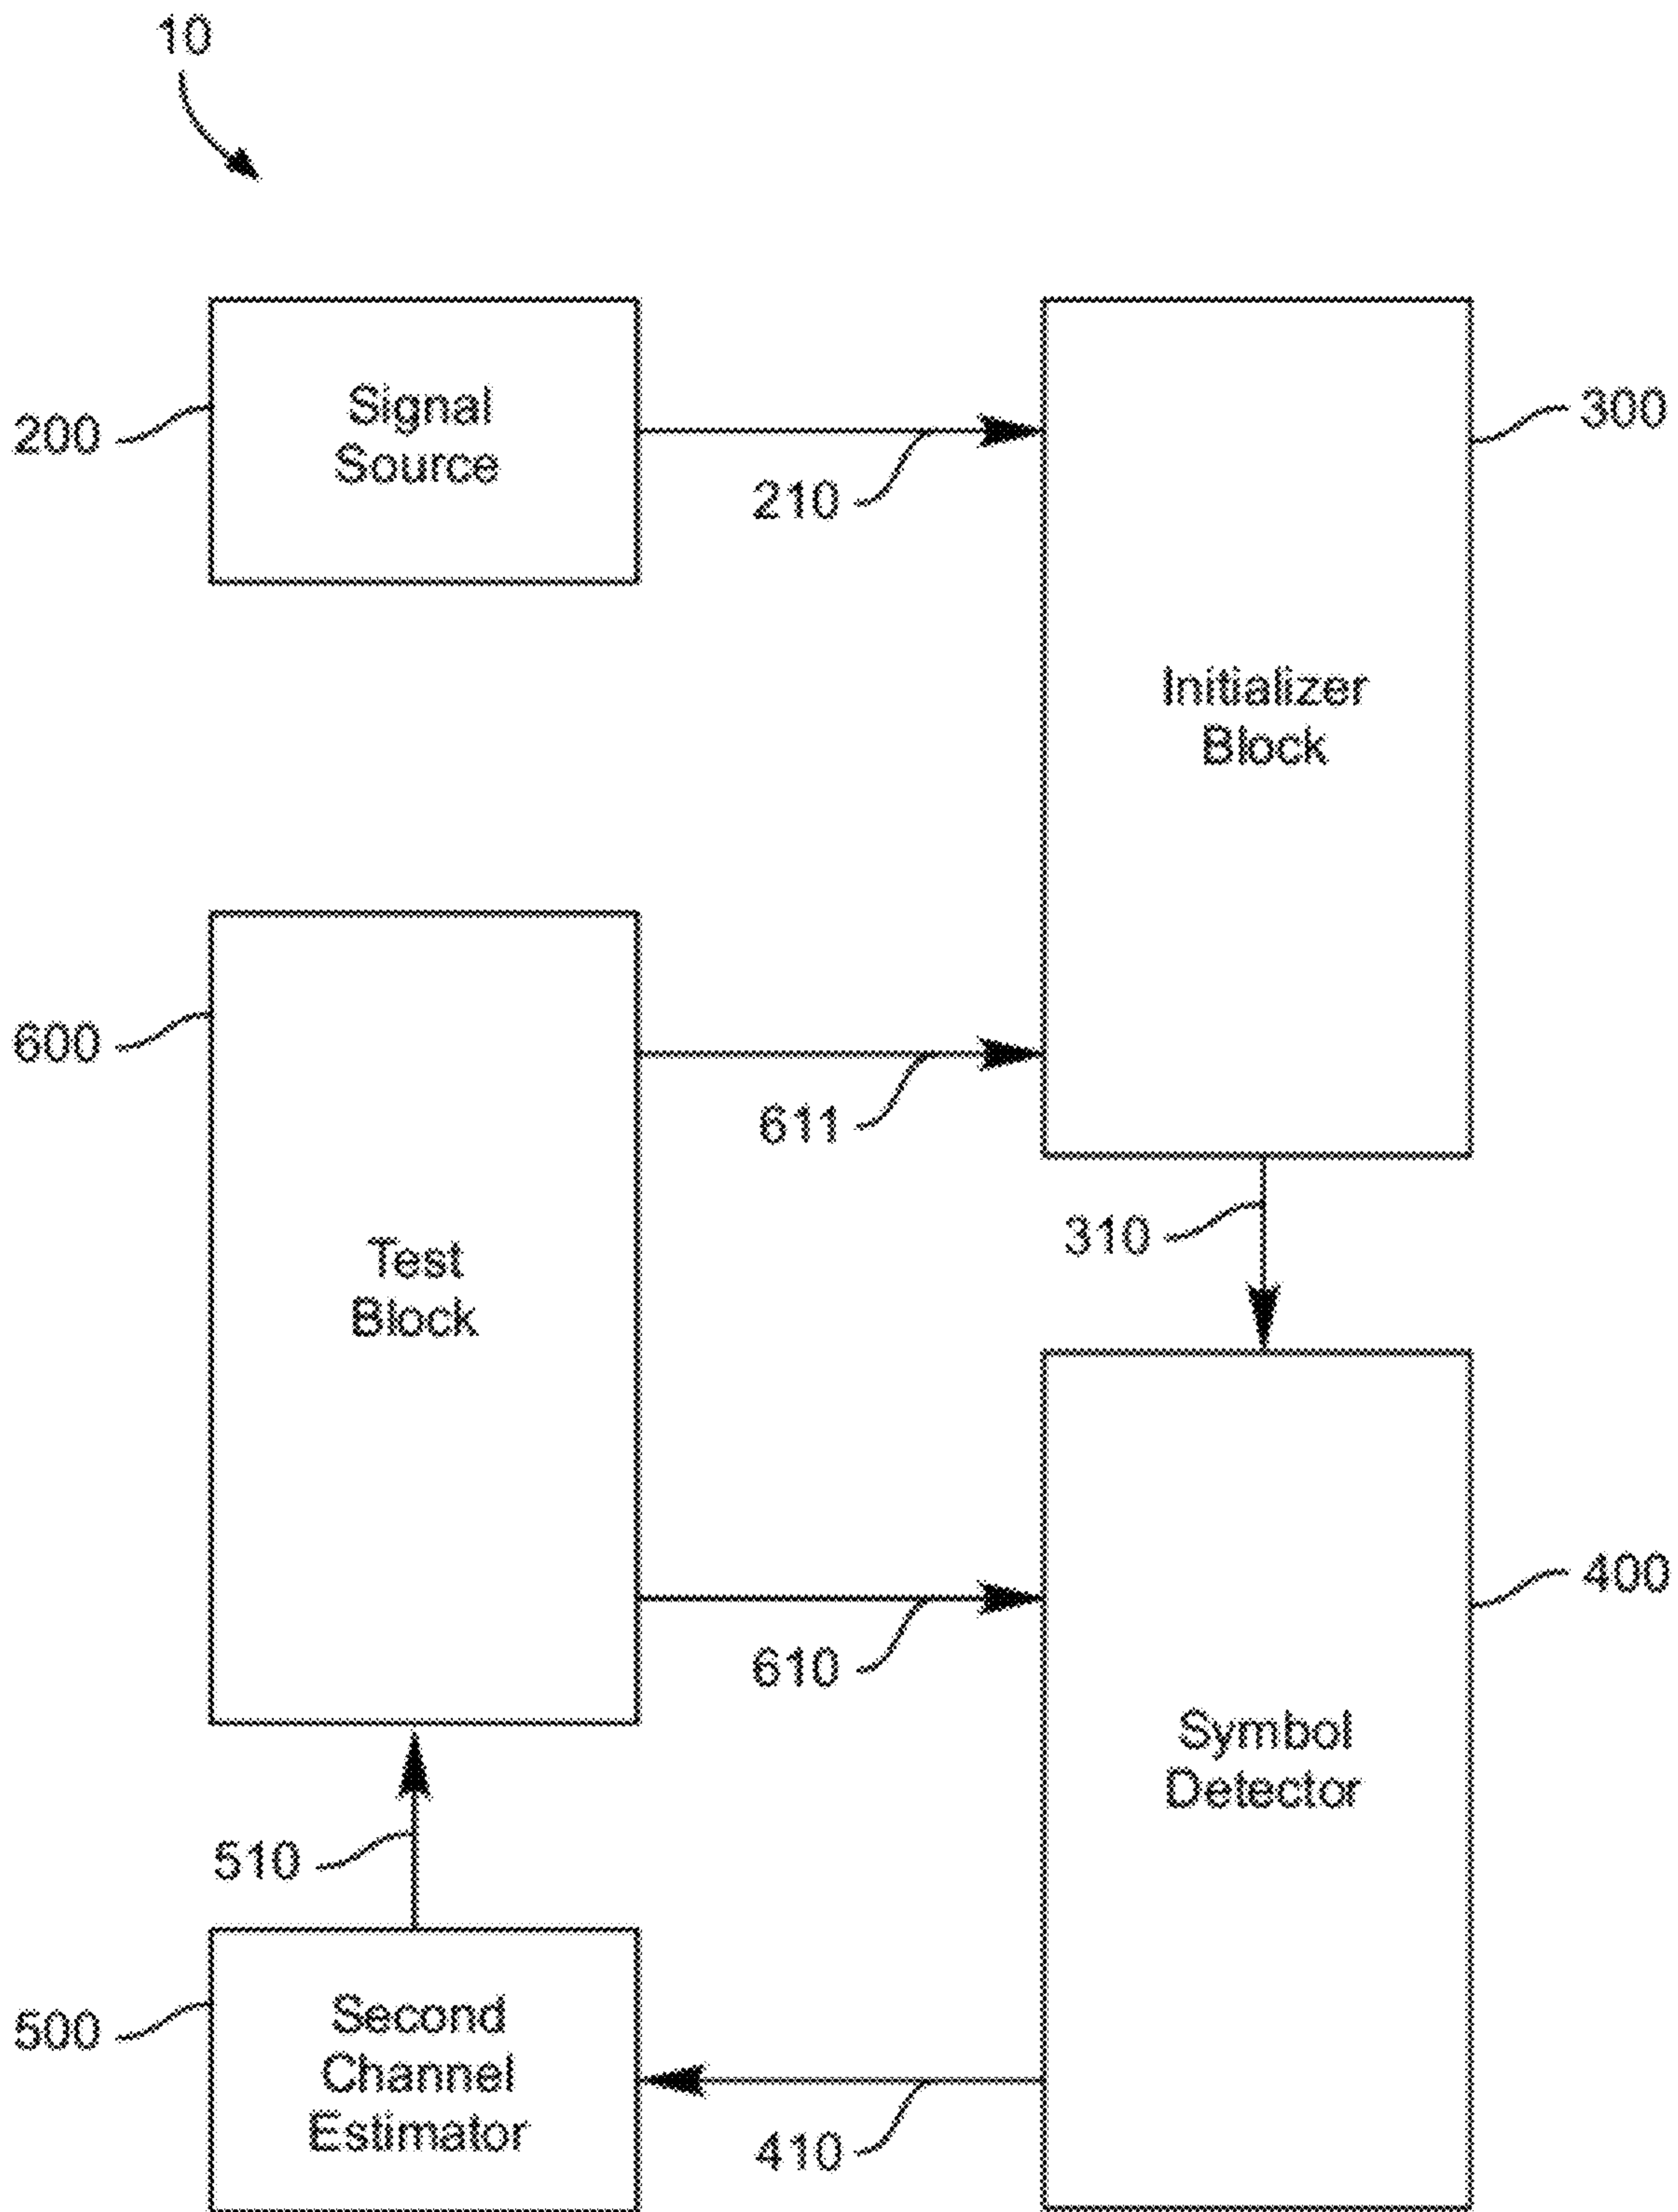 10
Signal
Source
200
210
300
Initializer
Block
600
611
310
Test
Block
610
400
Symbol
Detector
510
500
Second
Channel
Estimator
410